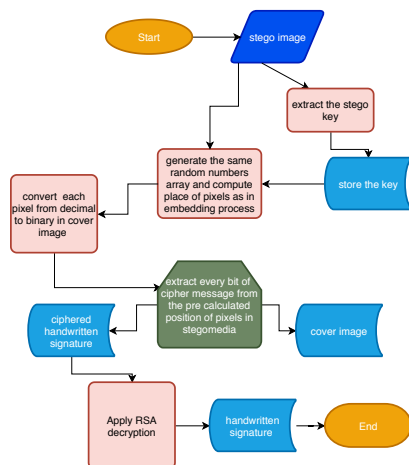 Start
stego image
extract the stego
key
generate the same
random numbers
array and compute
place of pixels as in
embedding process
store the key
convert each
pixel from decimal
to binary in cover
image
extract every bit of
cipher message from
the pre calculated
position of pixels in
stegomedia
ciphered
handwritten
signature
cover image
Apply RSA
decryption
handwritten
signature
End